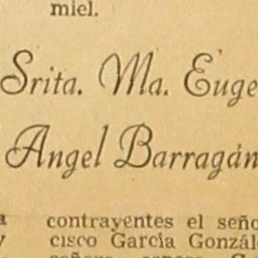 miel.
Srita. Ma. Euge
Angel Barragán
a contrayentes el seño
y cisco García Gonzál